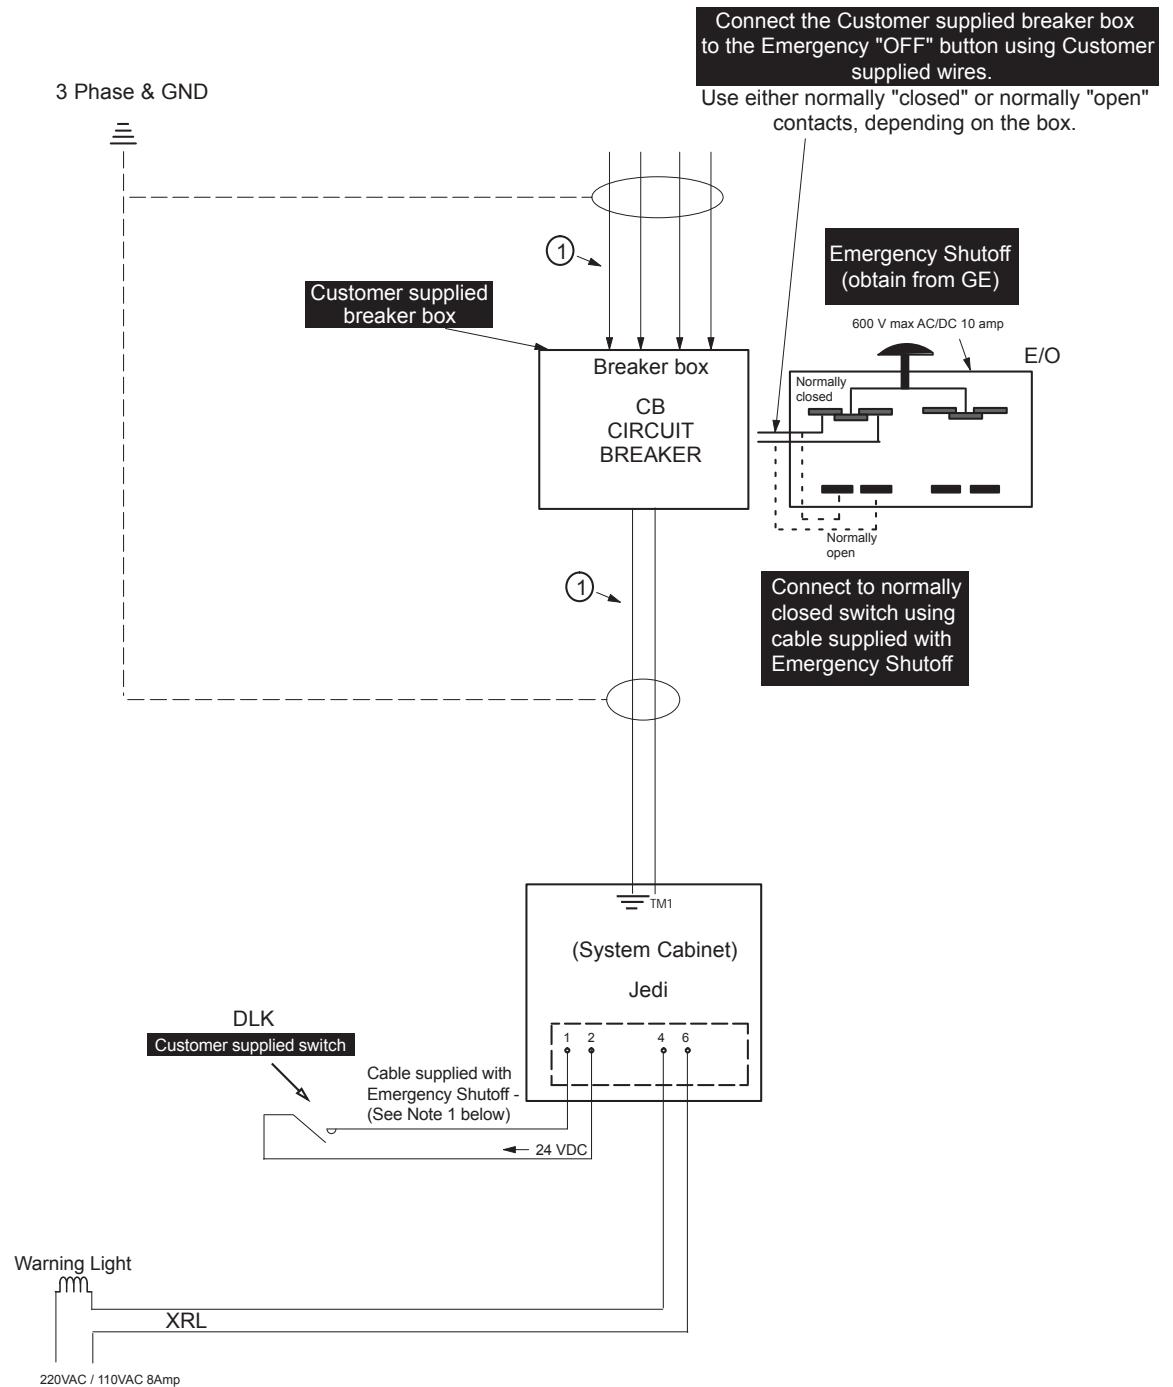 Connect the Customer supplied breaker box
to the Emergency "OFF" button using Customer
supplied wires.
Use either normally "closed" or normally "open"
contacts, depending on the box.
3 Phase & GND
1
Emergency Shutoff
(obtain from GE)
Customer supplied
breaker box
600 V max AC/DC 10 amp
E/O
Breaker box
CB
CIRCUIT
BREAKER
Normally
closed
Normally
open
1
Connect to normally
closed switch using
cable supplied with
Emergency Shutoff
TM1
(System Cabinet)
Jedi
DLK
Customer supplied switch
1 2 4 6
Cable supplied with
Emergency Shutoff -
(See Note 1 below)
24 VDC
Warning Light
XRL
220VAC / 110VAC 8Amp